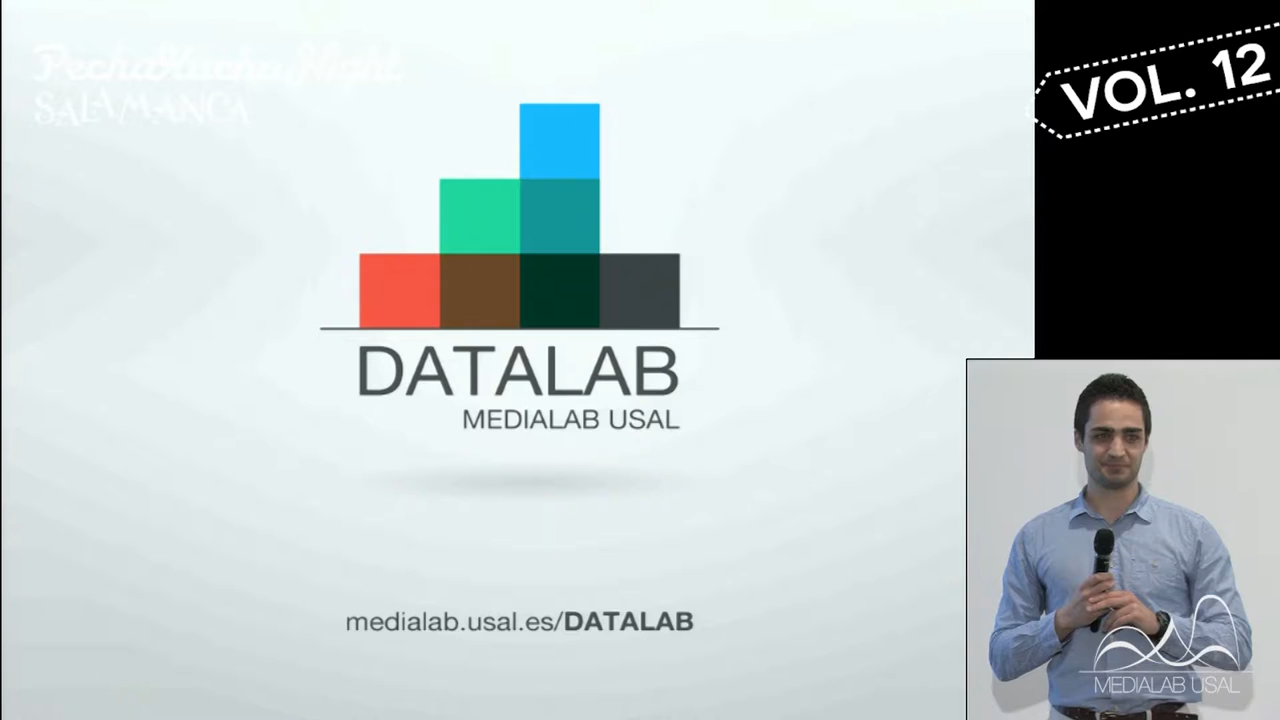 PechaKucha Night
SALAMANCA
VOL. 12
DATALAB
MEDIALAB USAL
medialab.usal.es/DATALAB
MEDIALAB USAL